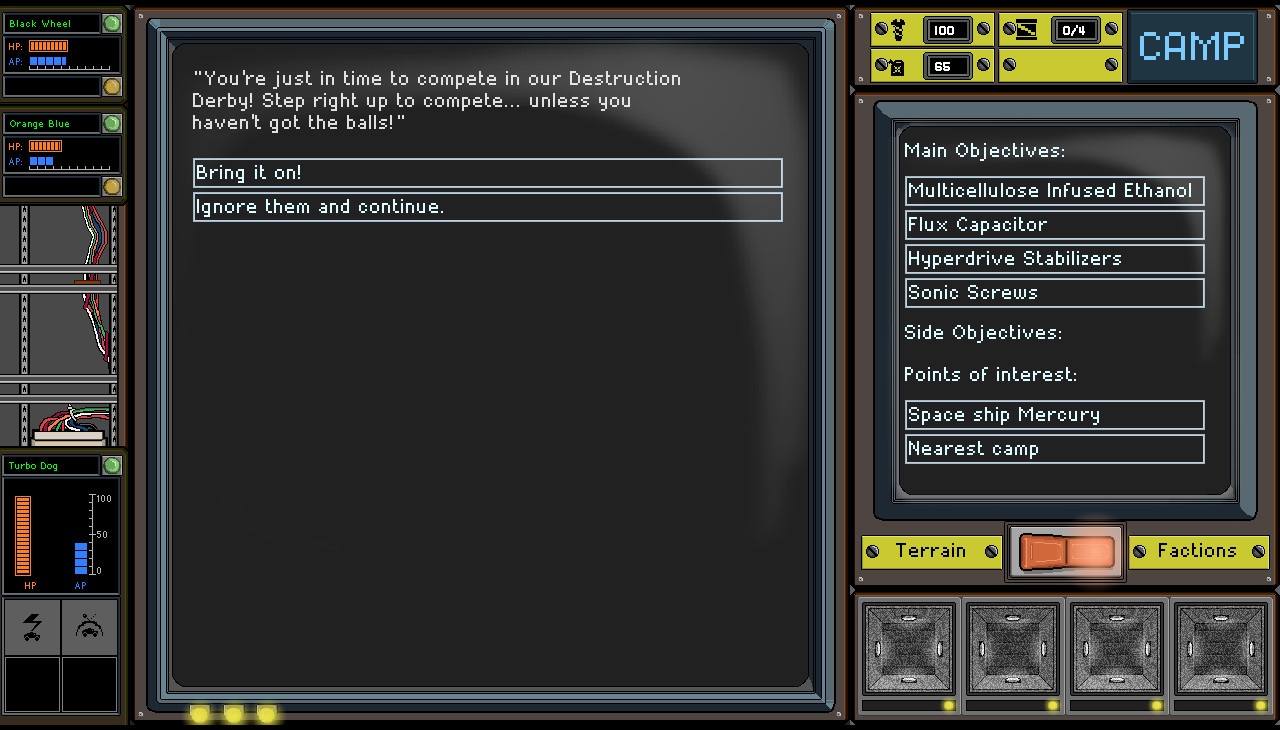 Black Wheel
HP:
AP:
Orange Blue
HP:
AP:
Turbo Dog
100
50
0
HP AP
"You're just in time to compete in our Destruction
Derby! Step right up to compete... unless you
haven't got the balls!"
Bring it on!
Ignore them and continue.
100
0/4
65
CAMP
Main Objectives:
Multicellulose Infused Ethanol
Flux Capacitor
Hyperdrive Stabilizers
Sonic Screws
Side Objectives:
Points of interest:
Space ship Mercury
Nearest camp
Terrain
Factions